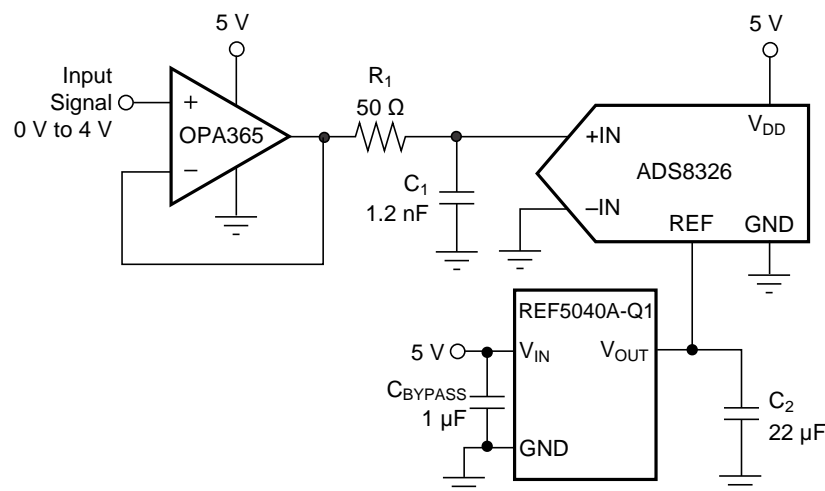 5 V
5 V
Input
Signal
0 V to 4 V
+
OPA365
−
R1
50 Ω
C1
1.2 nF
+IN
VDD
ADS8326
−IN
REF
GND
REF5040A-Q1
5 V
VIN
VOUT
CBYPASS
1 µF
GND
C2
22 µF